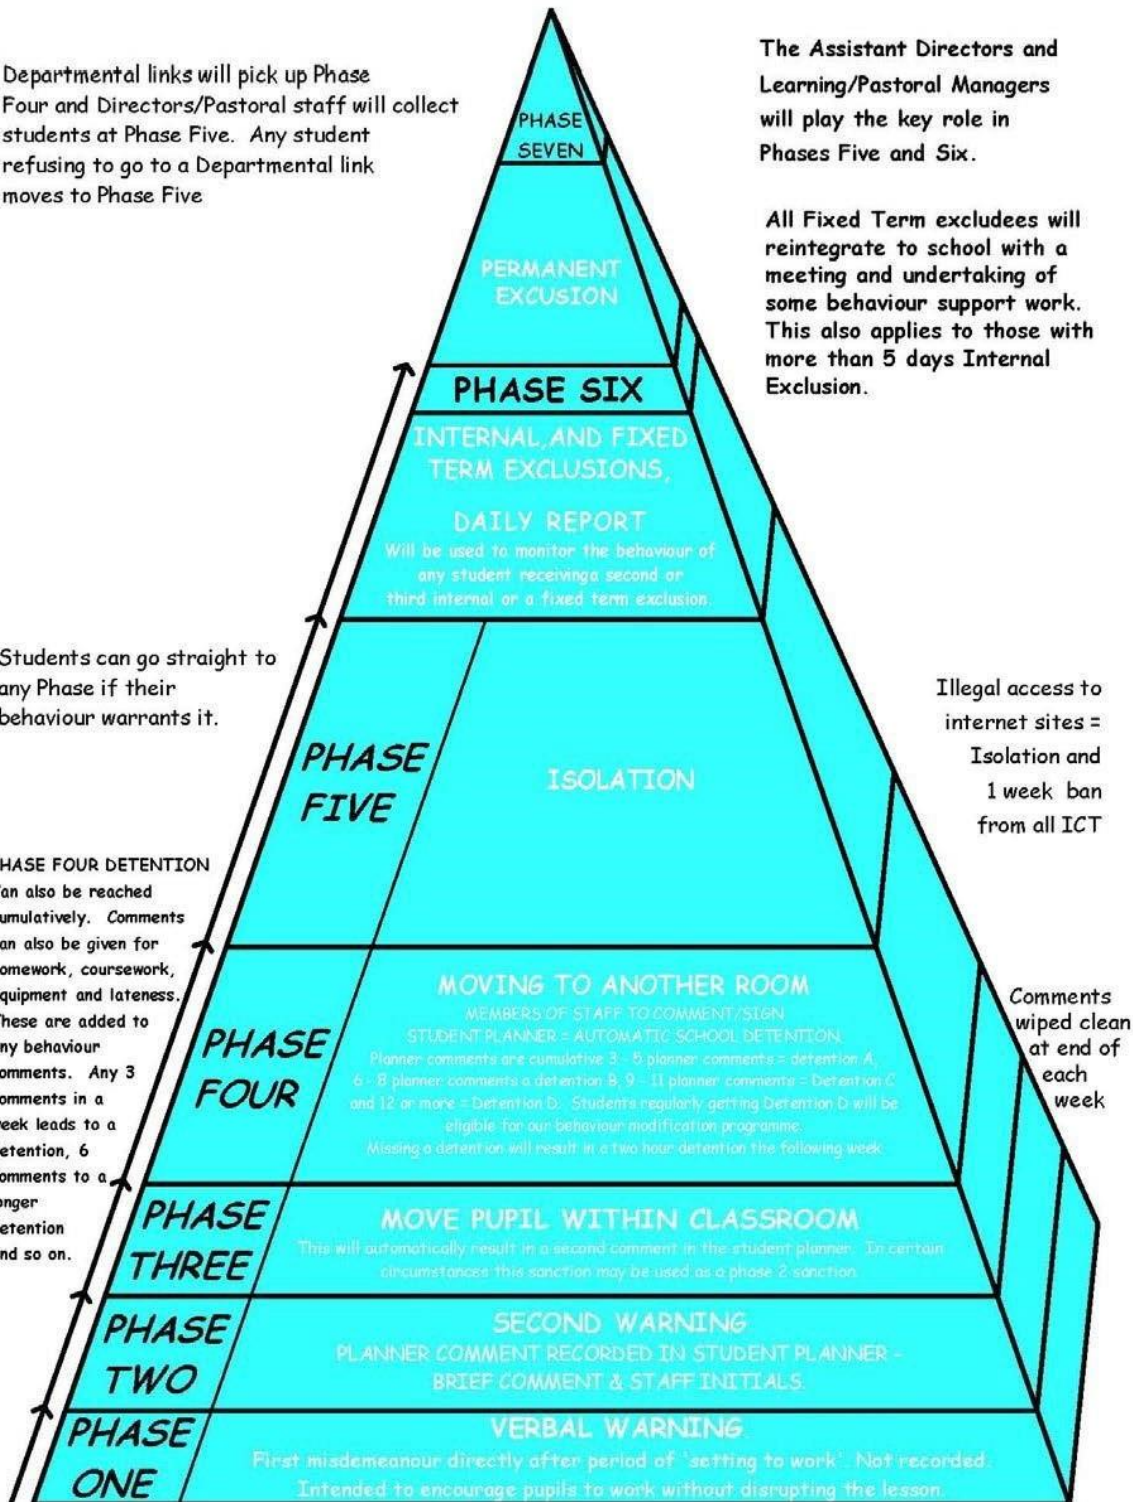 Departmental links will pick up Phase
Four and Directors/Pastoral staff will collect
students at Phase Five. Any student
refusing to go to a Departmental link
moves to Phase Five
The Assistant Directors and
Learning/Pastoral Managers
will play the key role in
Phases Five and Six.
All Fixed Term excludees will
reintegrate to school with a
meeting and undertaking of
some behaviour support work.
This also applies to those with
more than 5 days Internal
Exclusion.
PHASE
SEVEN
PERMANENT
EXCUSION
PHASE SIX
INTERNAL,AND FIXED
TERM EXCLUSIONS,
DAILY REPORT
Will be used to monitor the behaviour of
any student receivinga second or
third internal or a fixed term exclusion.
Students can go straight to
any Phase if their
behaviour warrants it.
PHASE
FIVE
ISOLATION
Illegal access to
internet sites =
Isolation and
1 week ban
from all ICT
HASE FOUR DETENTION
an also be reached
umulatively. Comments
an also be given for
omework, coursework,
quipment and lateness.
hese are added to
ny behaviour
omments. Any 3
omments in a
eek leads to a
etention, 6
omments to a
onger
etention
nd so on.
PHASE
FOUR
MOVING TO ANOTHER ROOM
MEMBERS OF STAFF TO COMMENT/SIGN
STUDENT PLANNER = AUTOMATIC SCHOOL DETENTION.
Planner comments are cumulative 3 - 5 planner comments = detention A,
6 - 8 planner comments a detention B, 9 - 11 planner comments = Detention C
and 12 or more = Detention D. Students regularly getting Detention D will be
eligible for our behaviour modification programme.
Missing a detention will result in a two hour detention the following week
Comments
wiped clean
at end of
each
week
PHASE
THREE
MOVE PUPIL WITHIN CLASSROOM
This will automatically result in a second comment in the student planner. In certain
circumstances this sanction may be used as a phase 2 sanction
PHASE
TWO
SECOND WARNING
PLANNER COMMENT RECORDED IN STUDENT PLANNER -
BRIEF COMMENT & STAFF INITIALS.
PHASE
ONE
VERBAL WARNING
First misdemeanour directly after period of 'setting to work'. Not recorded.
Intended to encourage pupils to work without disrupting the lesson.